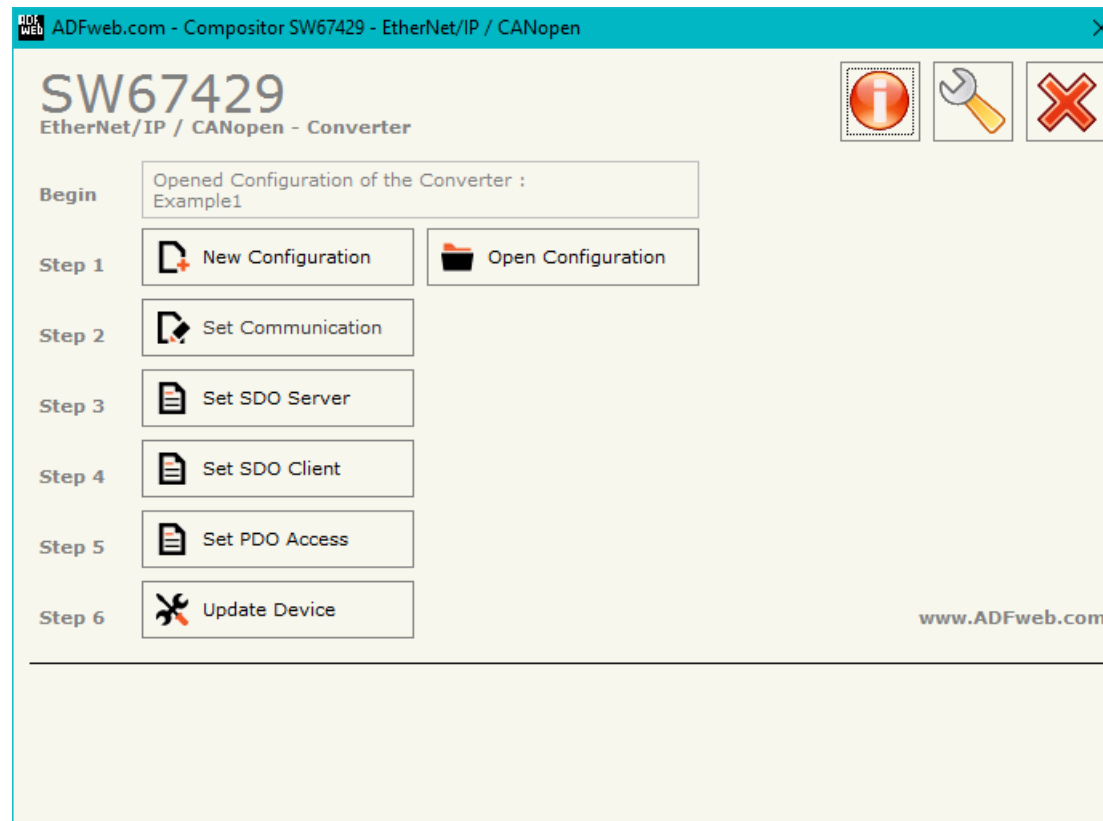 ADF
WEB
ADFweb.com - Compositor SW67429 - EtherNet/IP / CANopen
SW67429
EtherNet/IP / CANopen - Converter
Begin
Opened Configuration of the Converter :
Example1
Step 1
New Configuration
Open Configuration
Step 2
Set Communication
Step 3
Set SDO Server
Step 4
Set SDO Client
Step 5
Set PDO Access
Step 6
Update Device
www.ADFweb.com